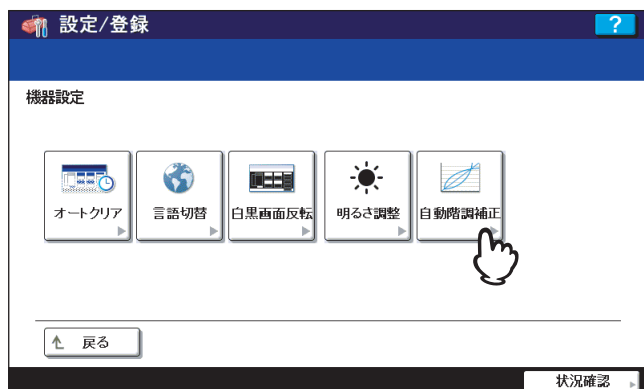 設定/登録
?
機器設定
オートクリア
言語切替
白黒画面反転
明るさ調整
自動階調補正
戻る
状況確認